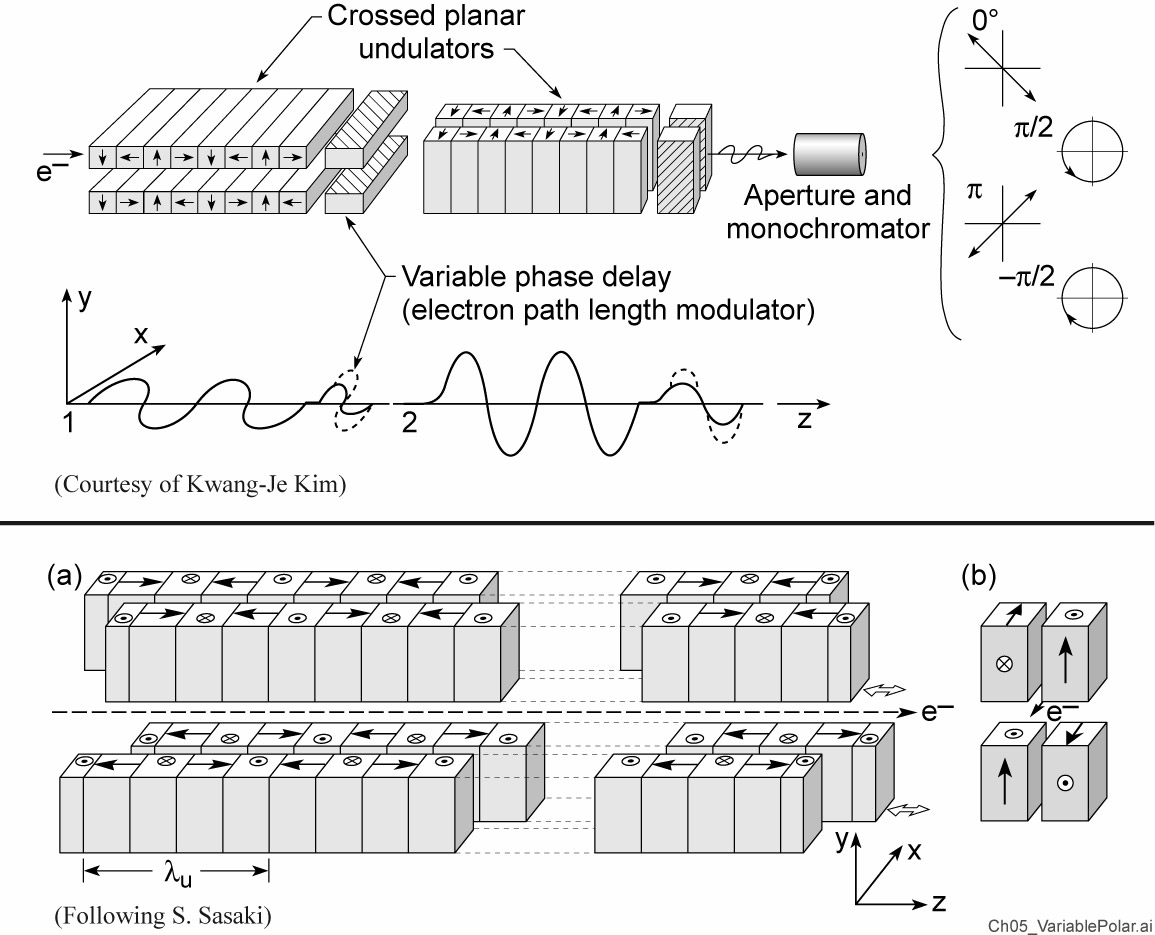 Crossed planar
undulators
e–
Aperture and
monochromator
0°
π/2
π
–π/2
Variable phase delay
(electron path length modulator)
y
x
1
2
z
(Courtesy of Kwang-Je Kim)
(a)
(b)
e–
e–
λu
y
x
z
(Following S. Sasaki)
Ch05_VariablePolar.ai